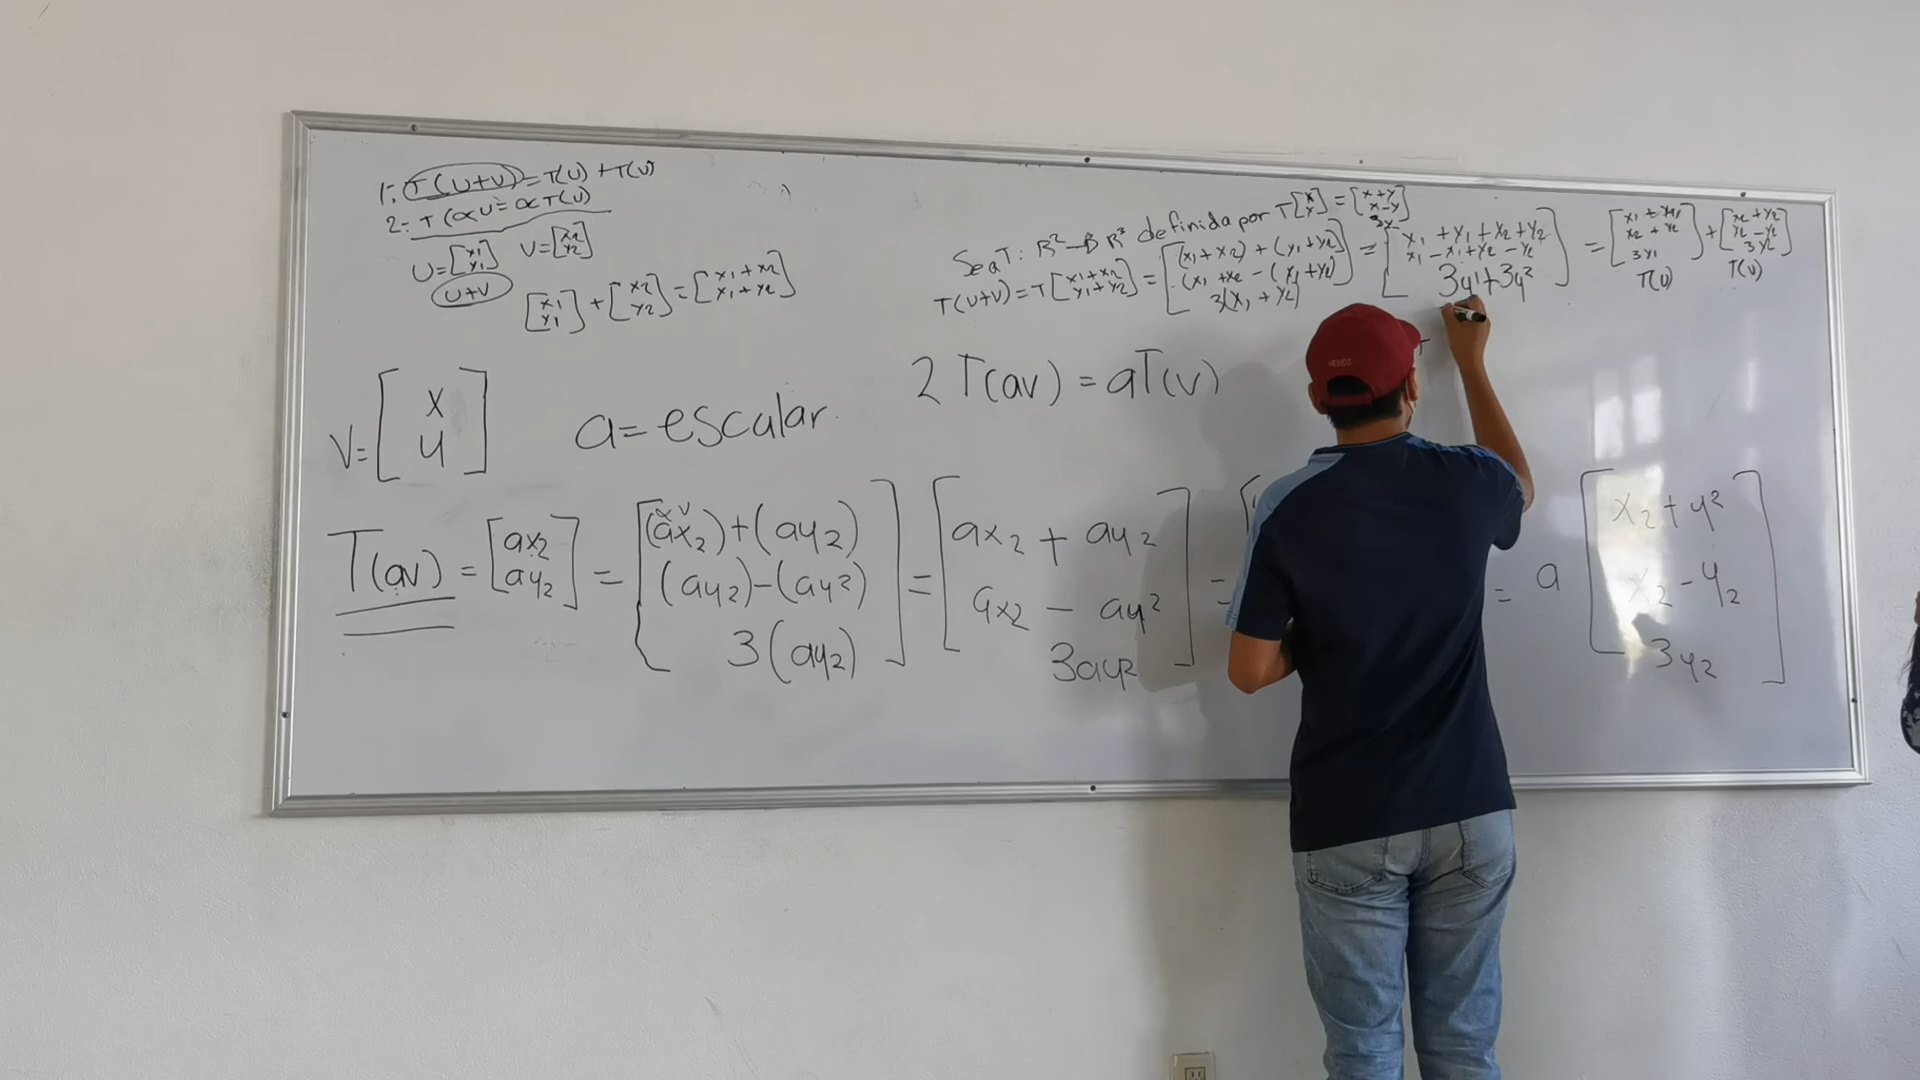 1: T(U+V) = T(U) + T(V)
2: T(∝U = ∝T(U)
U = [x1 y1] V = [x2 y2]
U+V
[x1 y1] + [x2 y2] = [x1 + x2 x1 + y2]
Sea T: R² → R³ definida por T[x y] = [x+y x-y 3y]
T(U+V) = T[x1+x2 y1+y2] = [(x1+x2) + (y1+y2) (x1+x2 - (x1+y2) 3(x1+y2)] = [x1+y1+x2+y2 x1-x1+y2-y2 3y1+3y2] = [x1+y1 x2+y2 3y1] + [x2+y2 y2-y2 3y2]
T(U) T(V)
2 T(av) = aT(v)
V = [x y] a = escalar
T(av) = [ax2 ay2] = [(ax2)+(ay2) (ay2)-(ay2) 3(ay2)] = [ax2 + ay2 ax2 - ay2 3ay2] = = a [x2+y2 x2-y2 3y2]